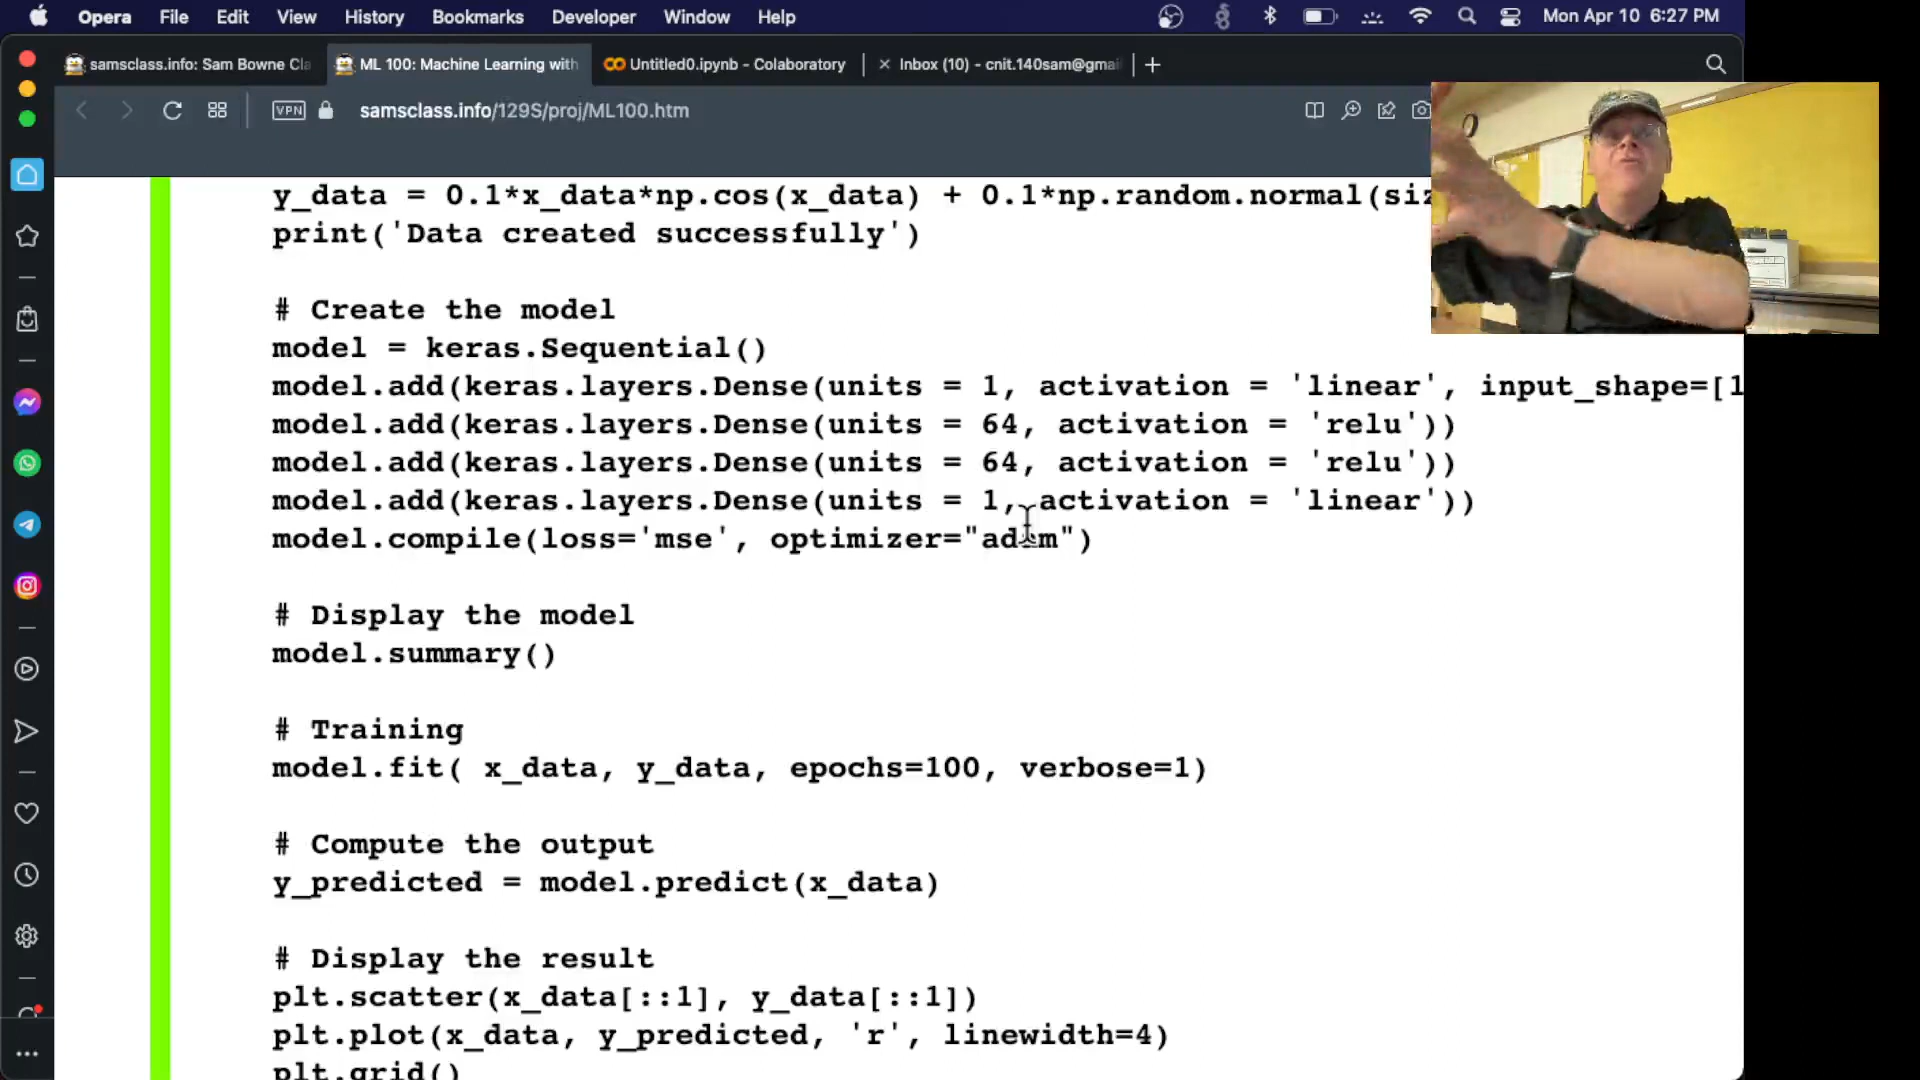 Opera File Edit View History Bookmarks Developer Window Help Mon Apr 10 6:27 PM
samsclass.info: Sam Bowne Cla ML 100: Machine Learning with Untitled0.ipynb - Colaboratory Inbox (10) - cnit.140sam@gmai
VPN samsclass.info/129S/proj/ML100.htm
y_data = 0.1*x_data*np.cos(x_data) + 0.1*np.random.normal(siz
print('Data created successfully')
# Create the model
model = keras.Sequential()
model.add(keras.layers.Dense(units = 1, activation = 'linear', input_shape=[1
model.add(keras.layers.Dense(units = 64, activation = 'relu'))
model.add(keras.layers.Dense(units = 64, activation = 'relu'))
model.add(keras.layers.Dense(units = 1, activation = 'linear'))
model.compile(loss='mse', optimizer="adam")
# Display the model
model.summary()
# Training
model.fit( x_data, y_data, epochs=100, verbose=1)
# Compute the output
y_predicted = model.predict(x_data)
# Display the result
plt.scatter(x_data[::1], y_data[::1])
plt.plot(x_data, y_predicted, 'r', linewidth=4)
plt.grid()